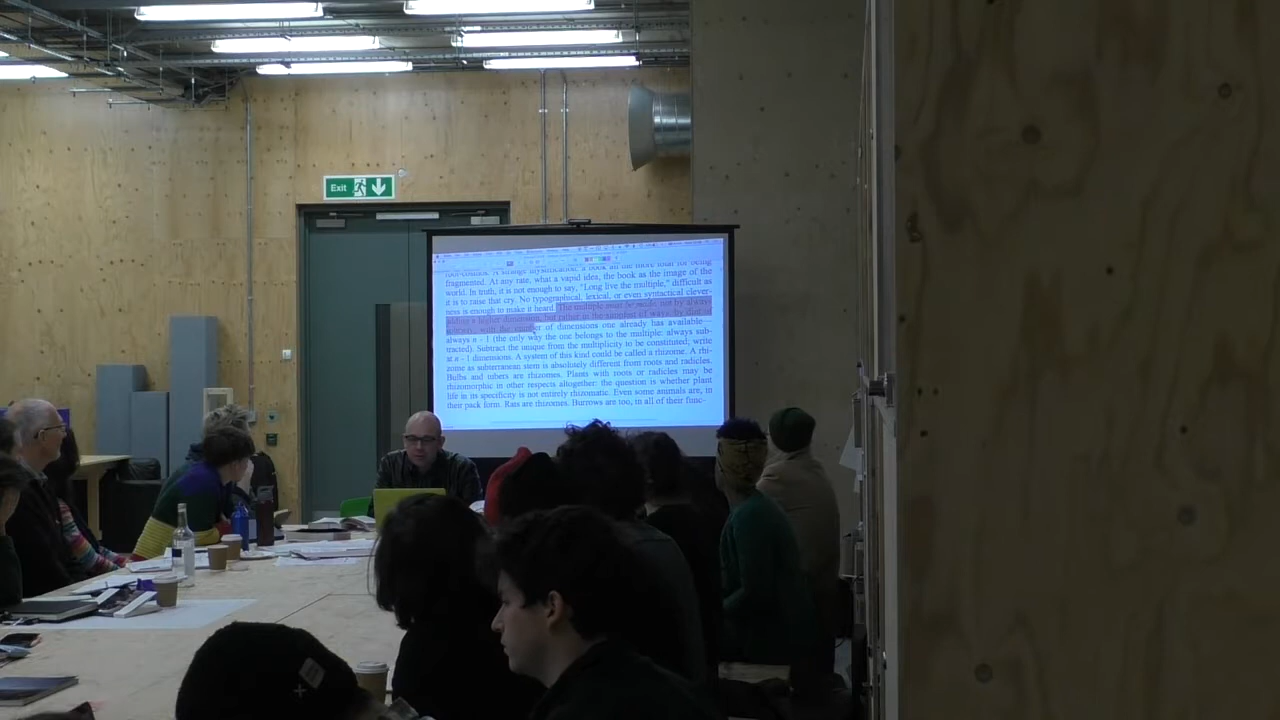 Exit
root-cosmos. A strange mystification, a book all the more total for being
fragmented. At any rate, what a vapid idea, the book as the image of the
world. In truth, it is not enough to say, "Long live the multiple," difficult as
it is to raise that cry. No typographical, lexical, or even syntactical clever-
ness is enough to make it heard. The multiple must be made, not by always
adding a higher dimension, but rather in the simplest of ways, by dint of
sobriety, with the number of dimensions one already has available—
always n - 1 (the only way the one belongs to the multiple: always sub-
tracted). Subtract the unique from the multiplicity to be constituted; write
at n - 1 dimensions. A system of this kind could be called a rhizome. A rhi-
zome as subterranean stem is absolutely different from roots and radicles.
Bulbs and tubers are rhizomes. Plants with roots or radicles may be
rhizomorphic in other respects altogether: the question is whether plant
life in its specificity is not entirely rhizomatic. Even some animals are, in
their pack form. Rats are rhizomes. Burrows are too, in all of their func-